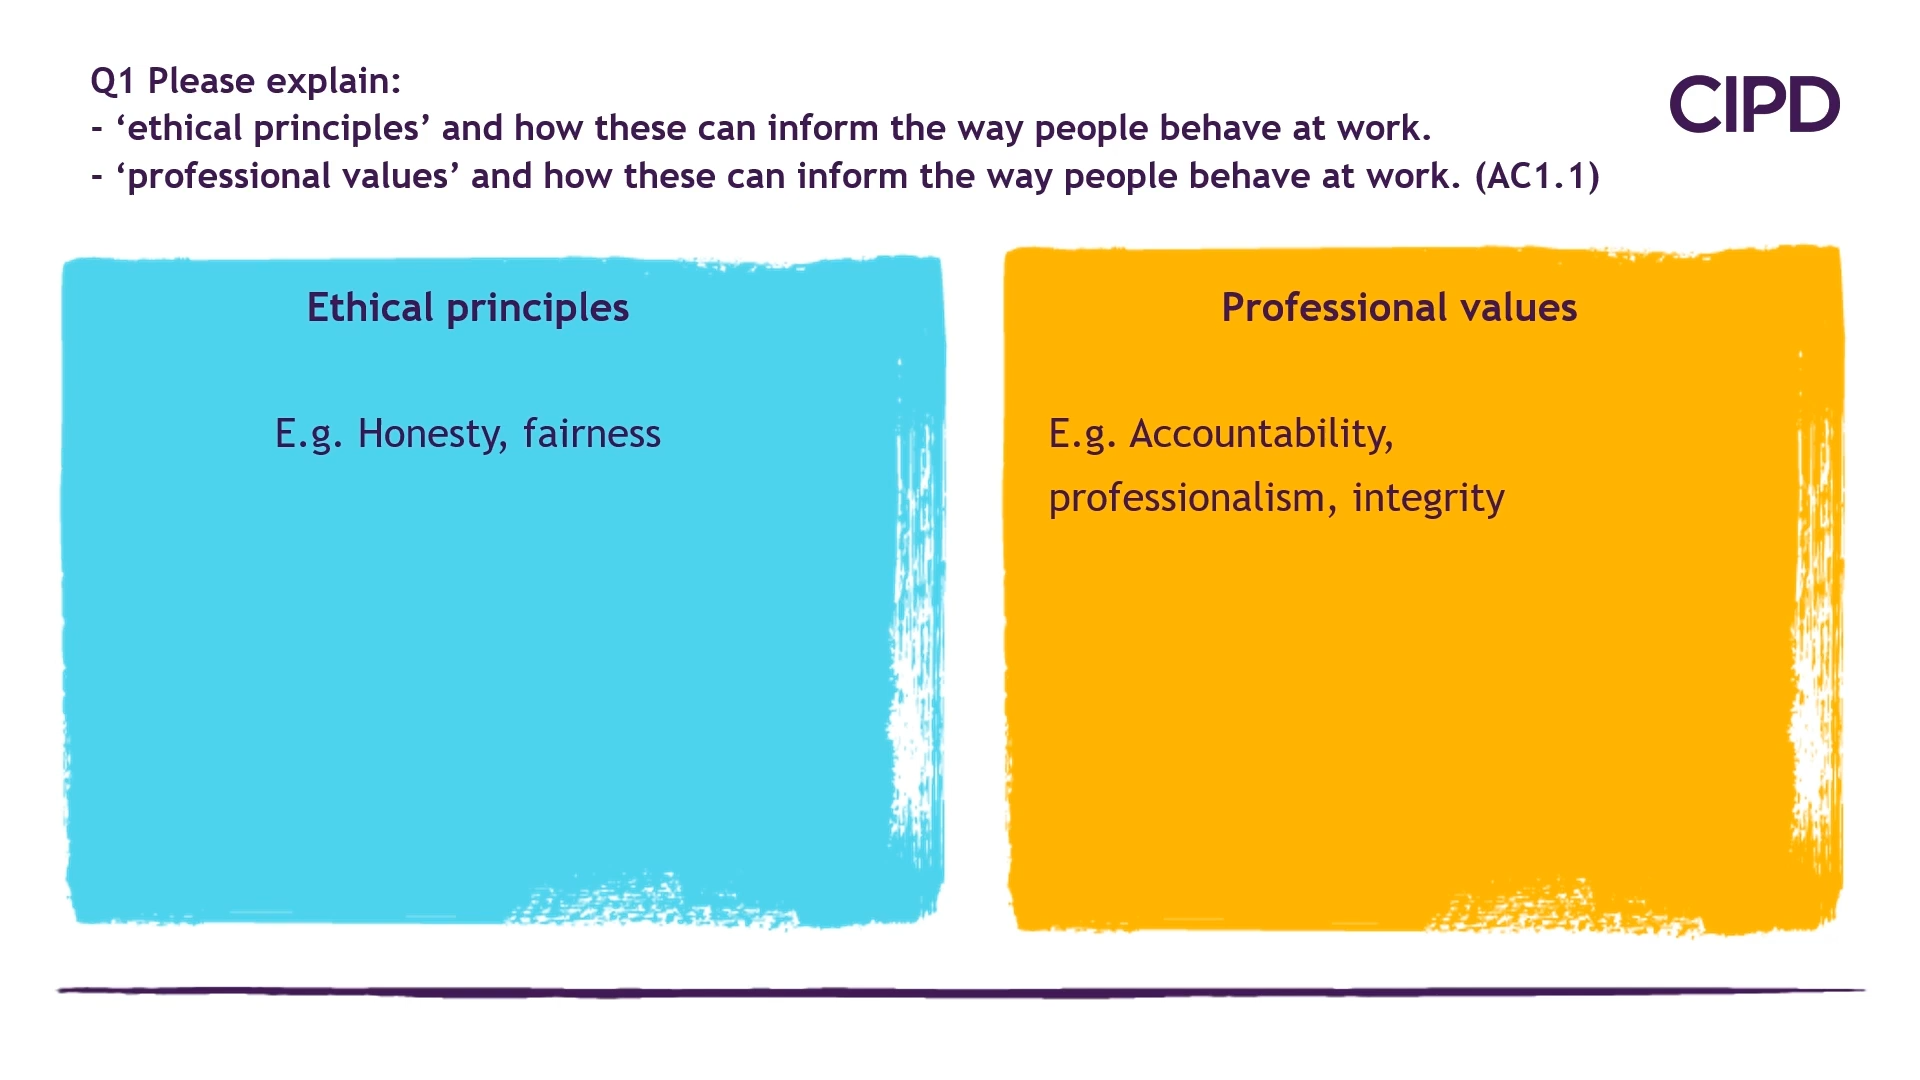 Q1 Please explain:
- ‘ethical principles’ and how these can inform the way people behave at work.
- ‘professional values’ and how these can inform the way people behave at work. (AC1.1)
CIPD
Ethical principles
E.g. Honesty, fairness
Professional values
E.g. Accountability,
professionalism, integrity